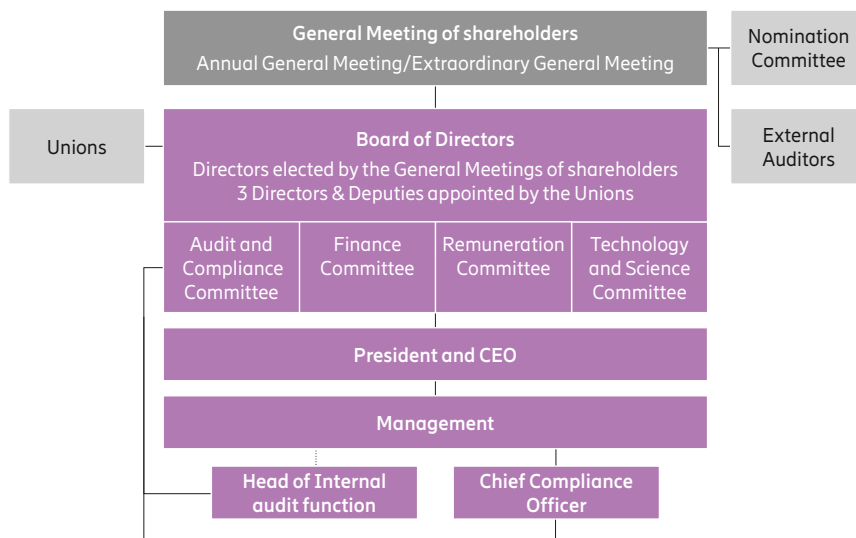 General Meeting of shareholders
Annual General Meeting/Extraordinary General Meeting
Nomination
Committee
Unions
Board of Directors
Directors elected by the General Meetings of shareholders
3 Directors & Deputies appointed by the Unions
External
Auditors
Audit and
Compliance
Committee
Finance
Committee
Remuneration
Committee
Technology
and Science
Committee
President and CEO
Management
Head of Internal
audit function
Chief Compliance
Officer